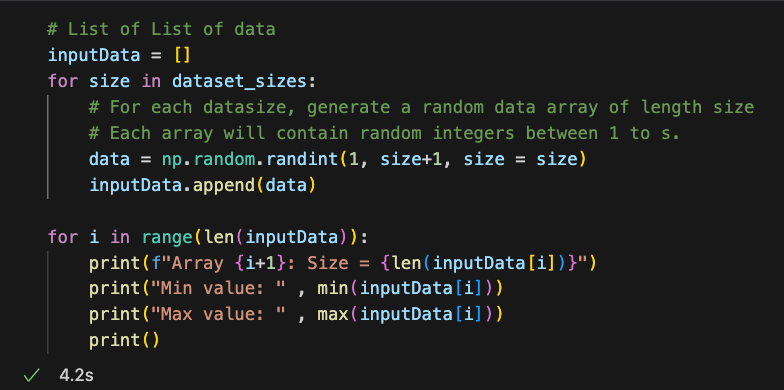 # List of List of data
inputData = []
for size in dataset_sizes:
    # For each datasize, generate a random data array of length size
    # Each array will contain random integers between 1 to s.
    data = np.random.randint(1, size+1, size = size)
    inputData.append(data)

for i in range(len(inputData)):
    print(f"Array {i+1}: Size = {len(inputData[i])}")
    print("Min value: " , min(inputData[i]))
    print("Max value: " , max(inputData[i]))
    print()
✓ 4.2s